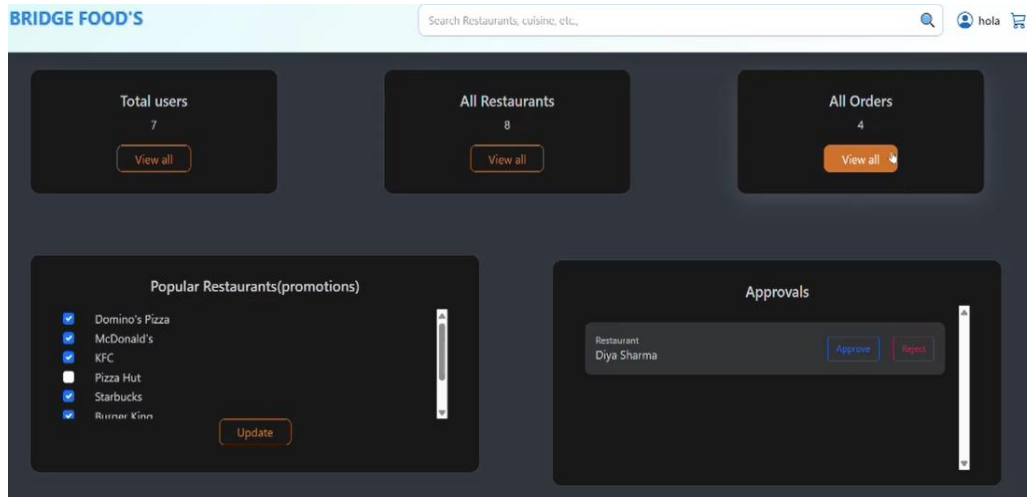 BRIDGE FOOD'S
Search Restaurants, cuisine, etc.,
hola
Total users
7
View all
All Restaurants
8
View all
All Orders
4
View all
Popular Restaurants(promotions)
Domino's Pizza
McDonald's
KFC
Pizza Hut
Starbucks
Burger King
Update
Approvals
Restaurant
Diya Sharma
Approve
Reject